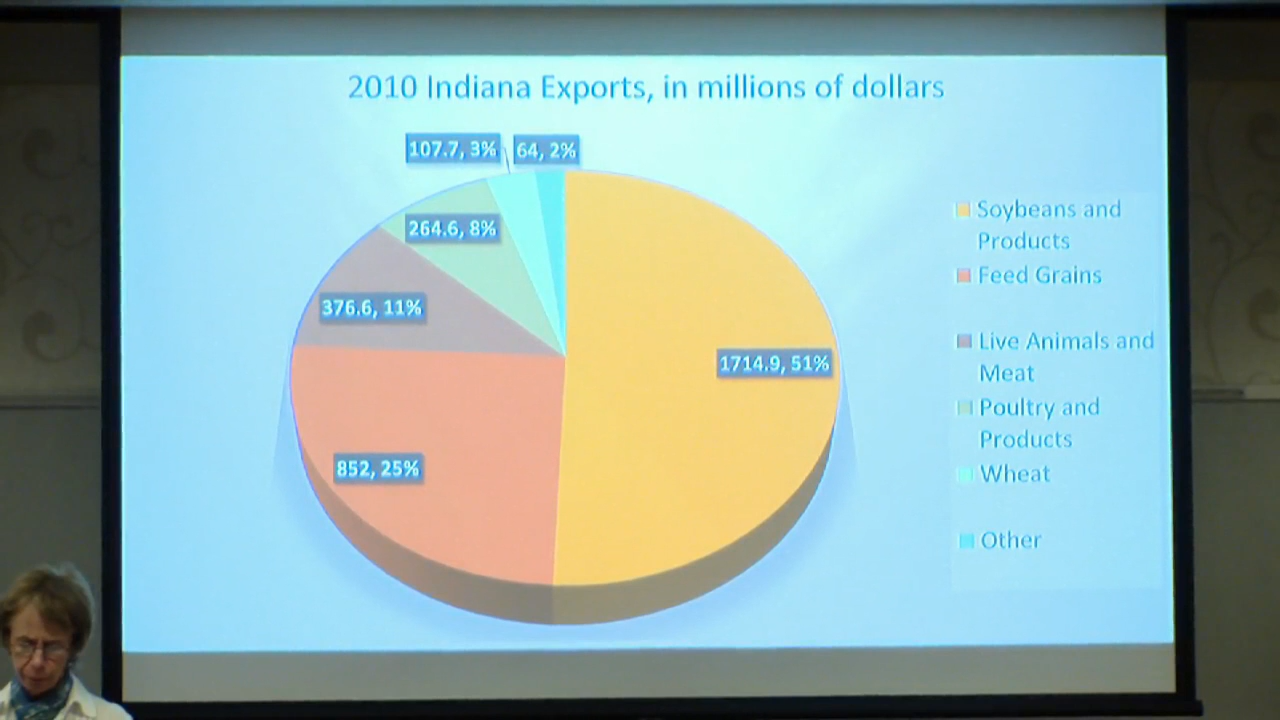 2010 Indiana Exports, in millions of dollars
107.7, 3%
64, 2%
264.6, 8%
376.6, 11%
1714.9, 51%
852, 25%
Soybeans and
Products
Feed Grains
Live Animals and
Meat
Poultry and
Products
Wheat
Other